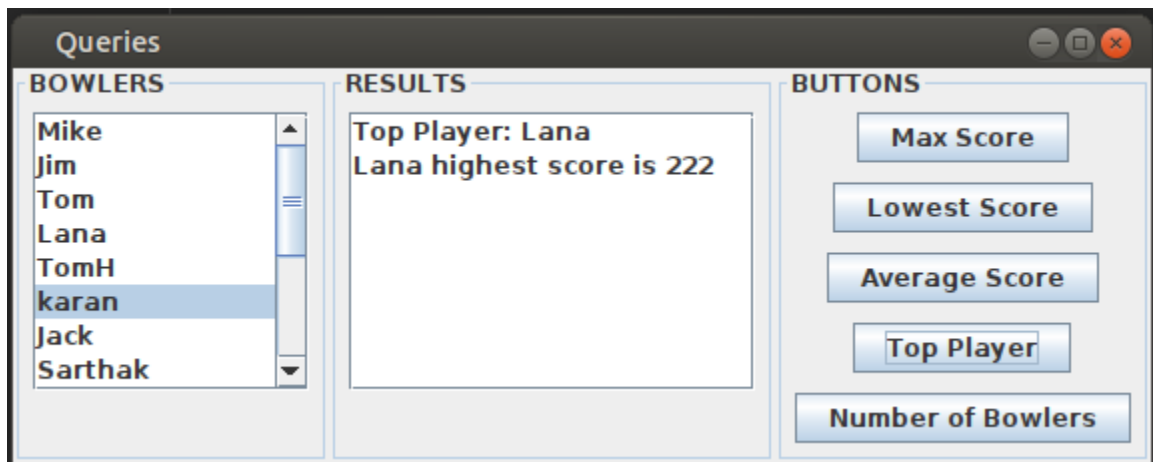 Queries
BOWLERS
Mike
Jim
Tom
Lana
TomH
karan
Jack
Sarthak
RESULTS
Top Player: Lana
Lana highest score is 222
BUTTONS
Max Score
Lowest Score
Average Score
Top Player
Number of Bowlers